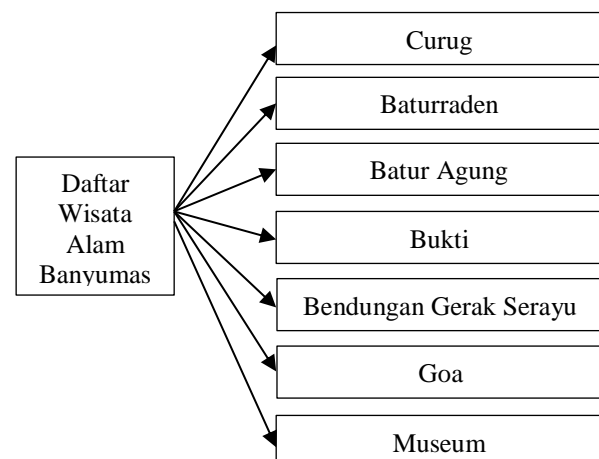 Daftar
Wisata
Alam
Banyumas
Curug
Baturraden
Batur Agung
Bukti
Bendungan Gerak Serayu
Goa
Museum